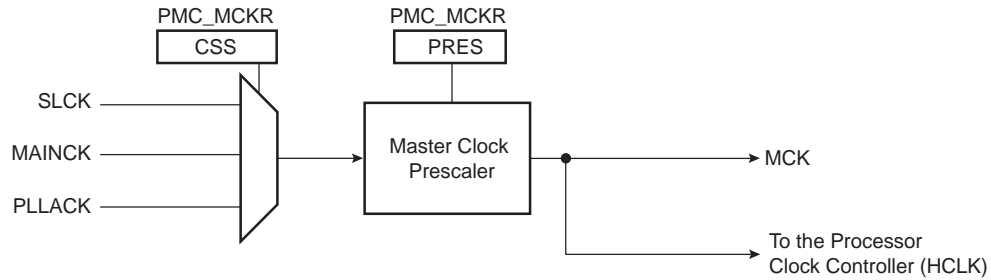 PMC_MCKR
PMC_MCKR
CSS
PRES
SLCK
MAINCK
PLLACK
Master Clock
Prescaler
MCK
To the Processor
Clock Controller (HCLK)